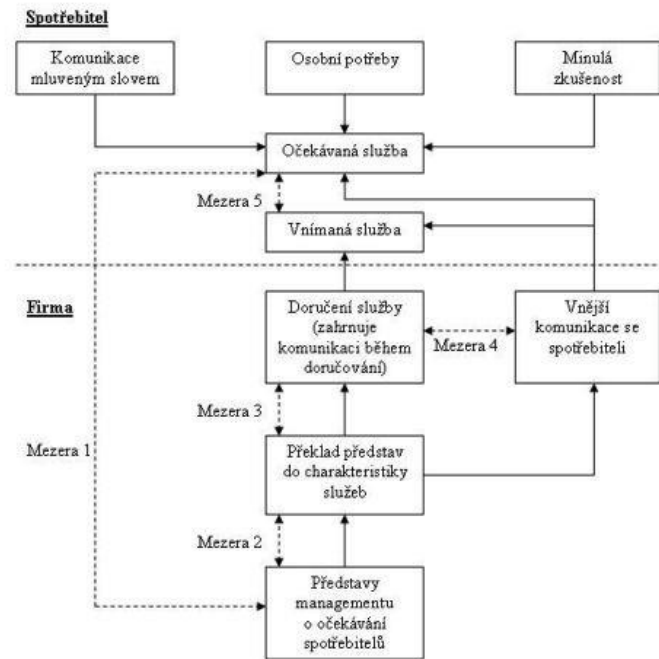 Spotřebitel
Komunikace
mluveným slovem
Osobní potřeby
Minulá
zkušenost
Očekávaná služba
Mezera 5
Vnímaná služba
Firma
Doručení služby
(zahrnuje
komunikaci během
doručování)
Mezera 4
Vnější
komunikace se
spotřebiteli
Mezera 3
Mezera 1
Překlad představ
do charakteristiky
služeb
Mezera 2
Představy
managementu
o očekávání
spotřebitelů